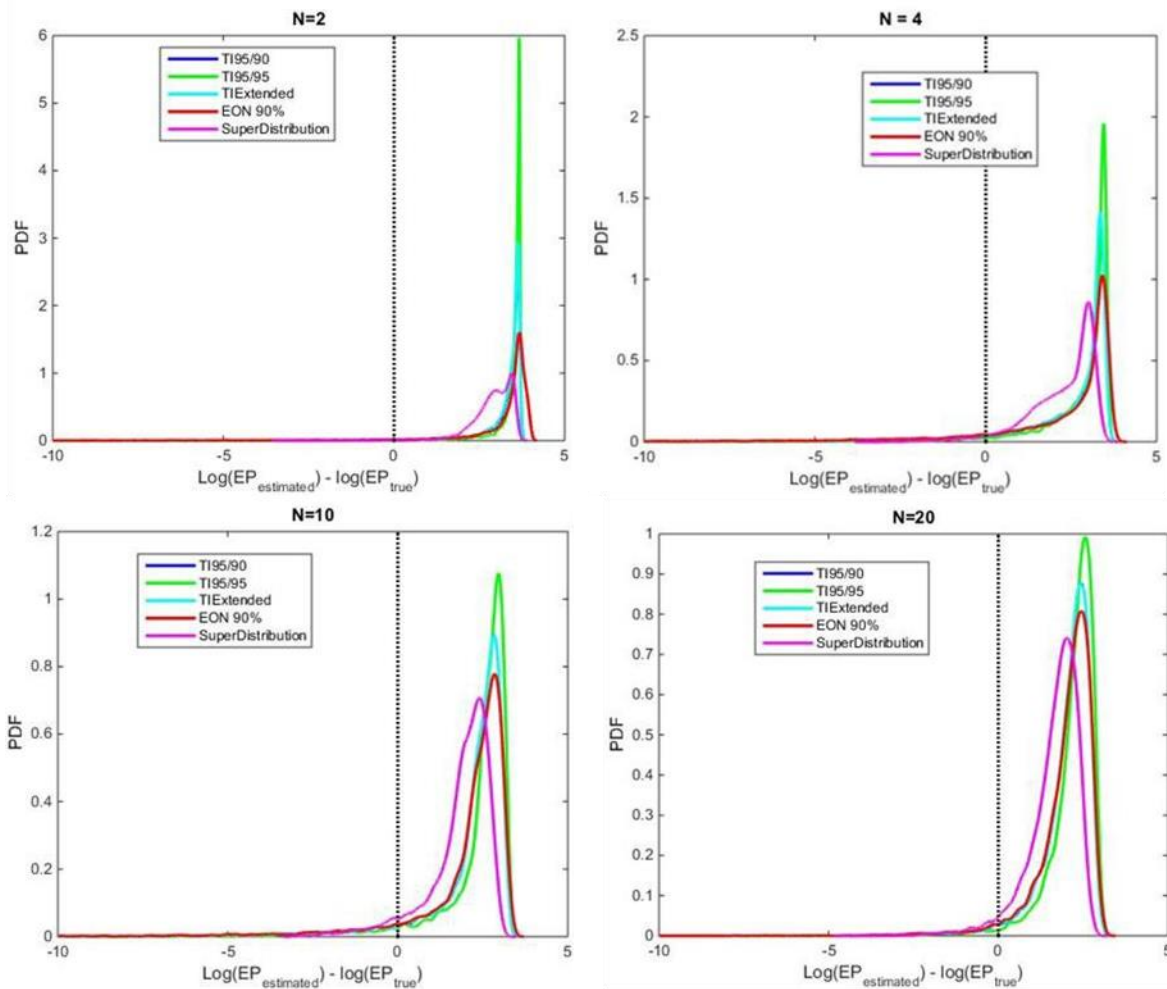 N=2
6
5
4
3
2
1
0
PDF
TI95/90
TI95/95
TIExtended
EON 90%
SuperDistribution
-10
-5
0
5
Log(EPestimated) - log(EPtrue)
N = 4
2.5
2
1.5
1
0.5
0
PDF
TI95/90
TI95/95
TIExtended
EON 90%
SuperDistribution
-10
-5
0
5
Log(EPestimated) - log(EPtrue)
N=10
1.2
1
0.8
0.6
0.4
0.2
0
PDF
TI95/90
TI95/95
TIExtended
EON 90%
SuperDistribution
-10
-5
0
5
Log(EPestimated) - log(EPtrue)
N=20
1
0.9
0.8
0.7
0.6
0.5
0.4
0.3
0.2
0.1
0
PDF
TI95/90
TI95/95
TIExtended
EON 90%
SuperDistribution
-10
-5
0
5
Log(EPestimated) - log(EPtrue)